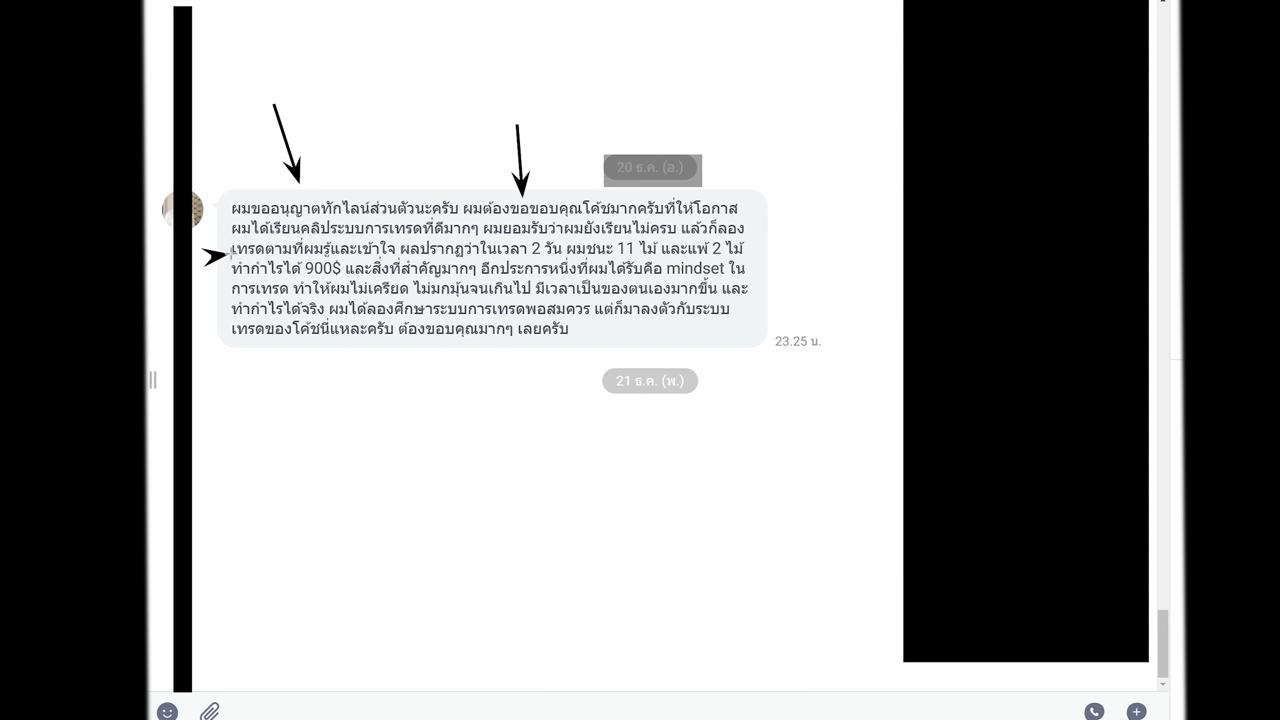 20 ธ.ค. (อ.)
ผมขออนุญาตทักไลน์ส่วนตัวนะครับ ผมต้องขอขอบคุณโค้ชมากครับที่ให้โอกาส
ผมได้เรียนคลิประบบการเทรดที่ดีมากๆ ผมยอมรับว่าผมยังเรียนไม่ครบ แล้วก็ลอง
เทรดตามที่ผมรู้และเข้าใจ ผลปรากฏว่าในเวลา 2 วัน ผมชนะ 11 ไม้ และแพ้ 2 ไม้
ทำกำไรได้ 900$ และสิ่งที่สำคัญมากๆ อีกประการหนึ่งที่ผมได้รับคือ mindset ใน
การเทรด ทำให้ผมไม่เครียด ไม่มกมุ้นจนเกินไป มีเวลาเป็นของตนเองมากขึ้น และ
ทำกำไรได้จริง ผมได้ลองศึกษาระบบการเทรดพอสมควร แต่ก็มาลงตัวกับระบบ
เทรดของโค้ชนี่แหละครับ ต้องขอบคุณมากๆ เลยครับ
23.25 น.
21 ธ.ค. (พ.)